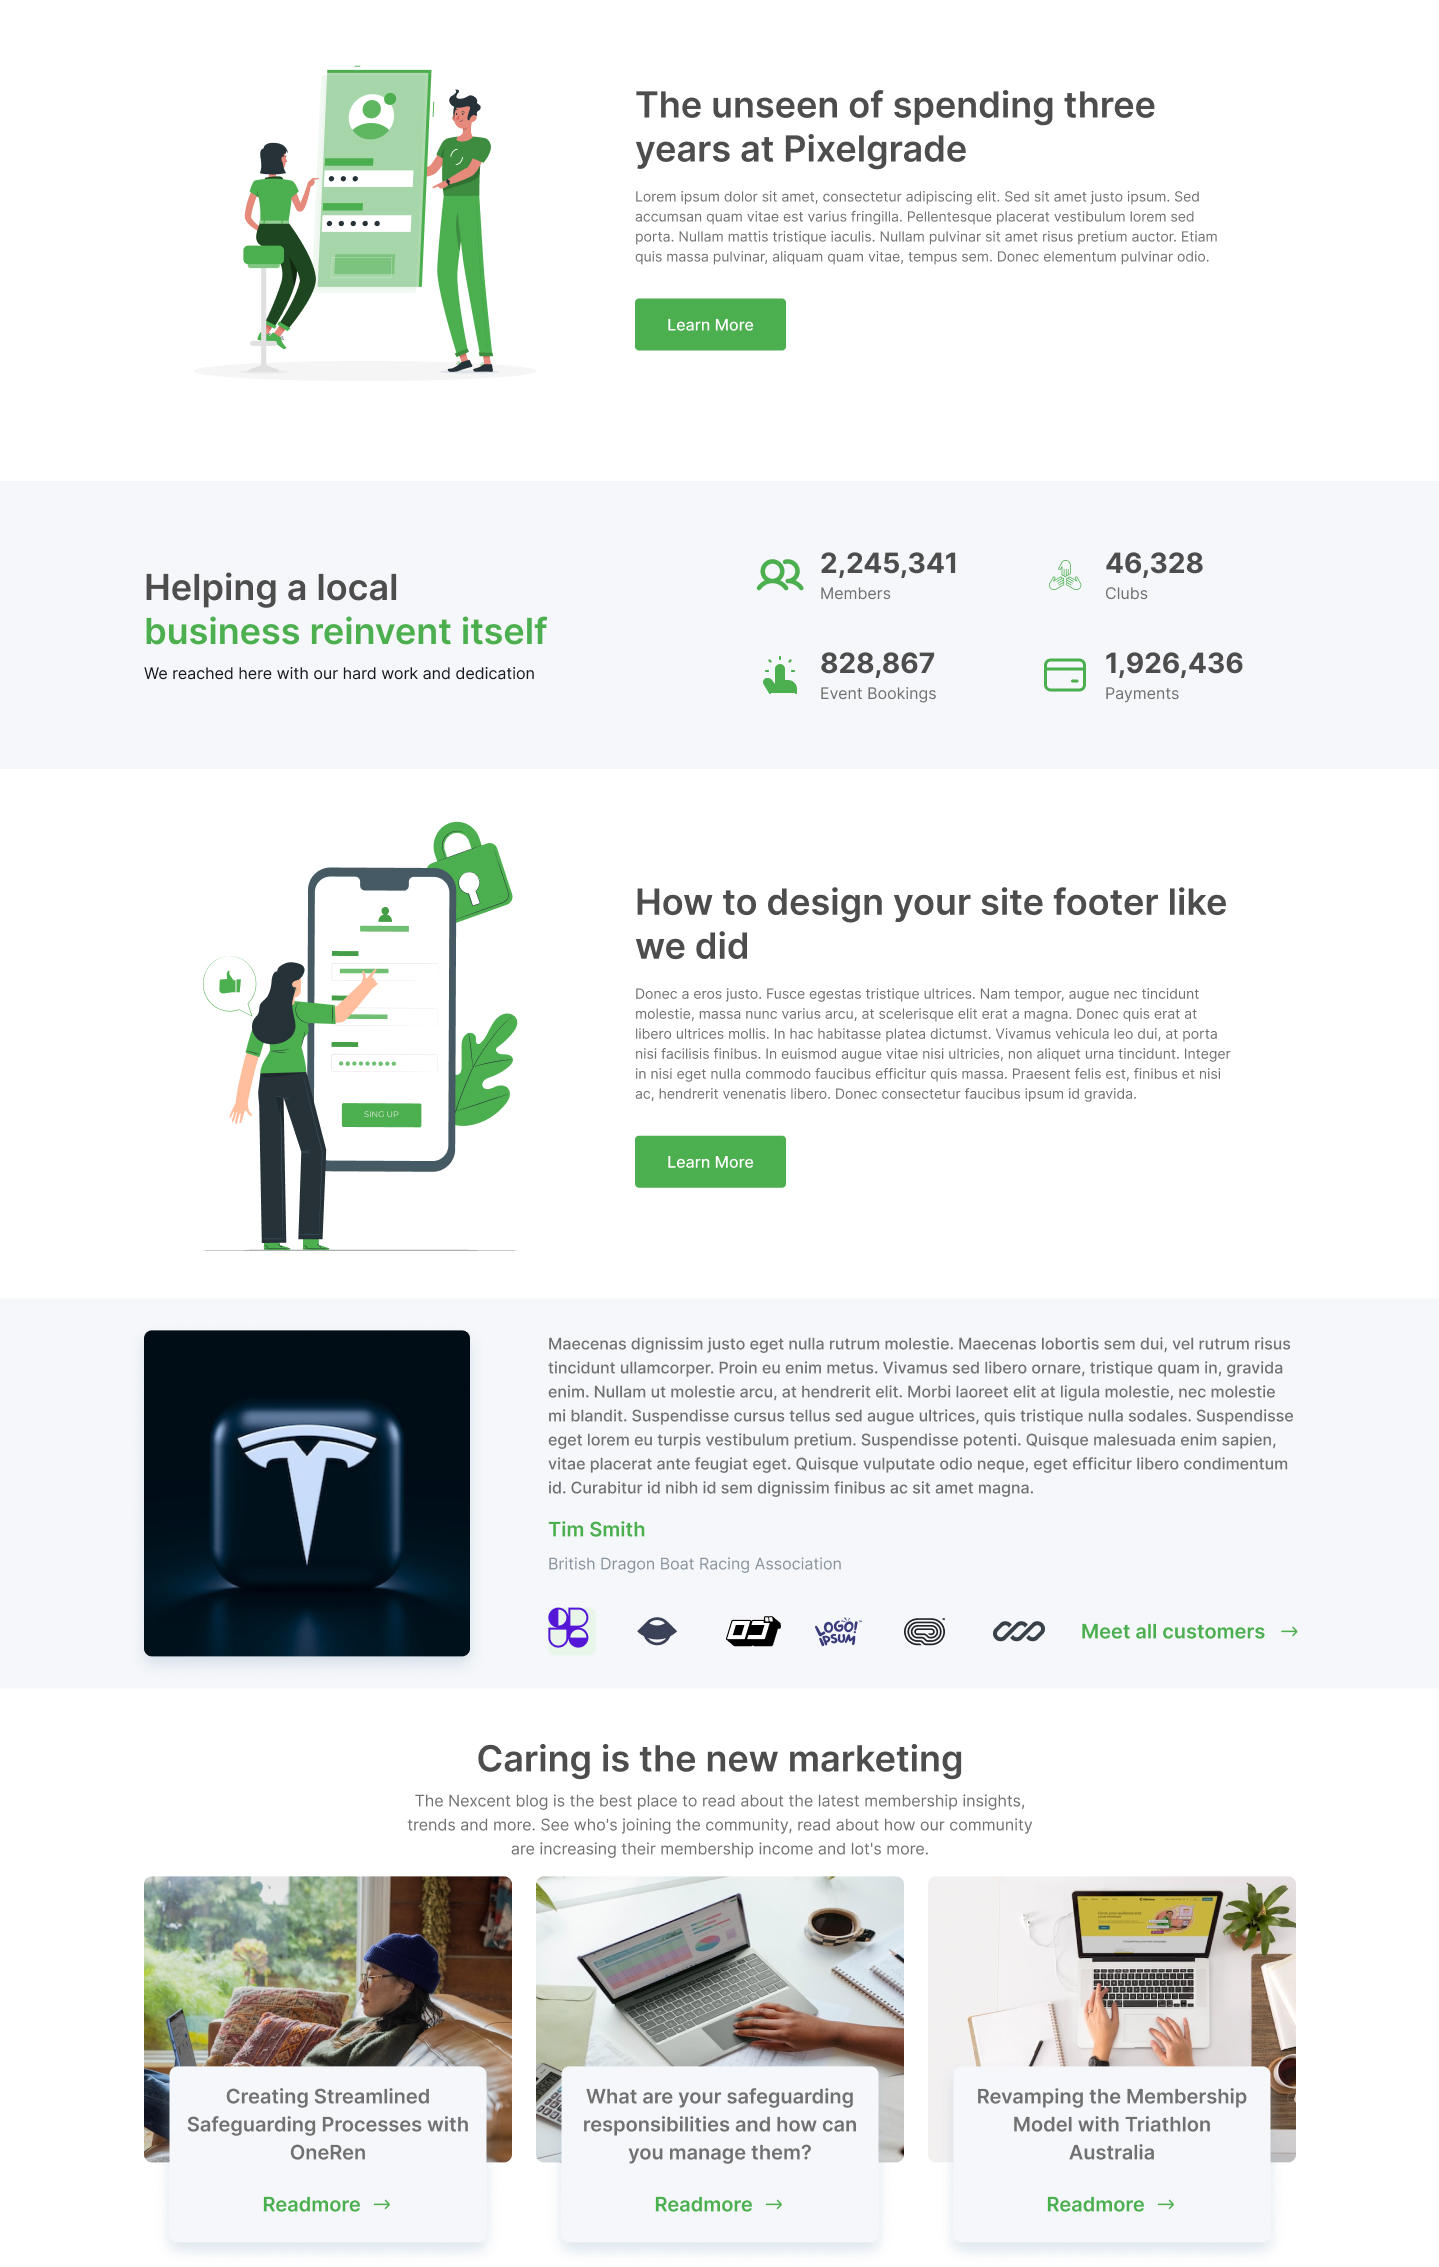 The unseen of spending three
years at Pixelgrade
Lorem ipsum dolor sit amet, consectetur adipiscing elit. Sed sit amet justo ipsum. Sed
accumsan quam vitae est varius fringilla. Pellentesque placerat vestibulum lorem sed
porta. Nullam mattis tristique iaculis. Nullam pulvinar sit amet risus pretium auctor. Etiam
quis massa pulvinar, aliquam quam vitae, tempus sem. Donec elementum pulvinar odio.
Learn More
Helping a local
business reinvent itself
We reached here with our hard work and dedication
2,245,341
Members
46,328
Clubs
828,867
Event Bookings
1,926,436
Payments
SING UP
How to design your site footer like
we did
Donec a eros justo. Fusce egestas tristique ultrices. Nam tempor, augue nec tincidunt
molestie, massa nunc varius arcu, at scelerisque elit erat a magna. Donec quis erat at
libero ultrices mollis. In hac habitasse platea dictumst. Vivamus vehicula leo dui, at porta
nisi facilisis finibus. In euismod augue vitae nisi ultricies, non aliquet urna tincidunt. Integer
in nisi eget nulla commodo faucibus efficitur quis massa. Praesent felis est, finibus et nisi
ac, hendrerit venenatis libero. Donec consectetur faucibus ipsum id gravida.
Learn More
Maecenas dignissim justo eget nulla rutrum molestie. Maecenas lobortis sem dui, vel rutrum risus
tincidunt ullamcorper. Proin eu enim metus. Vivamus sed libero ornare, tristique quam in, gravida
enim. Nullam ut molestie arcu, at hendrerit elit. Morbi laoreet elit at ligula molestie, nec molestie
mi blandit. Suspendisse cursus tellus sed augue ultrices, quis tristique nulla sodales. Suspendisse
eget lorem eu turpis vestibulum pretium. Suspendisse potenti. Quisque malesuada enim sapien,
vitae placerat ante feugiat eget. Quisque vulputate odio neque, eget efficitur libero condimentum
id. Curabitur id nibh id sem dignissim finibus ac sit amet magna.
Tim Smith
British Dragon Boat Racing Association
LOGO!
IPSUM
Meet all customers →
Caring is the new marketing
The Nexcent blog is the best place to read about the latest membership insights,
trends and more. See who's joining the community, read about how our community
are increasing their membership income and lot's more.
Creating Streamlined
Safeguarding Processes with
OneRen
Readmore →
What are your safeguarding
responsibilities and how can
you manage them?
Readmore →
Revamping the Membership
Model with Triathlon
Australia
Readmore →